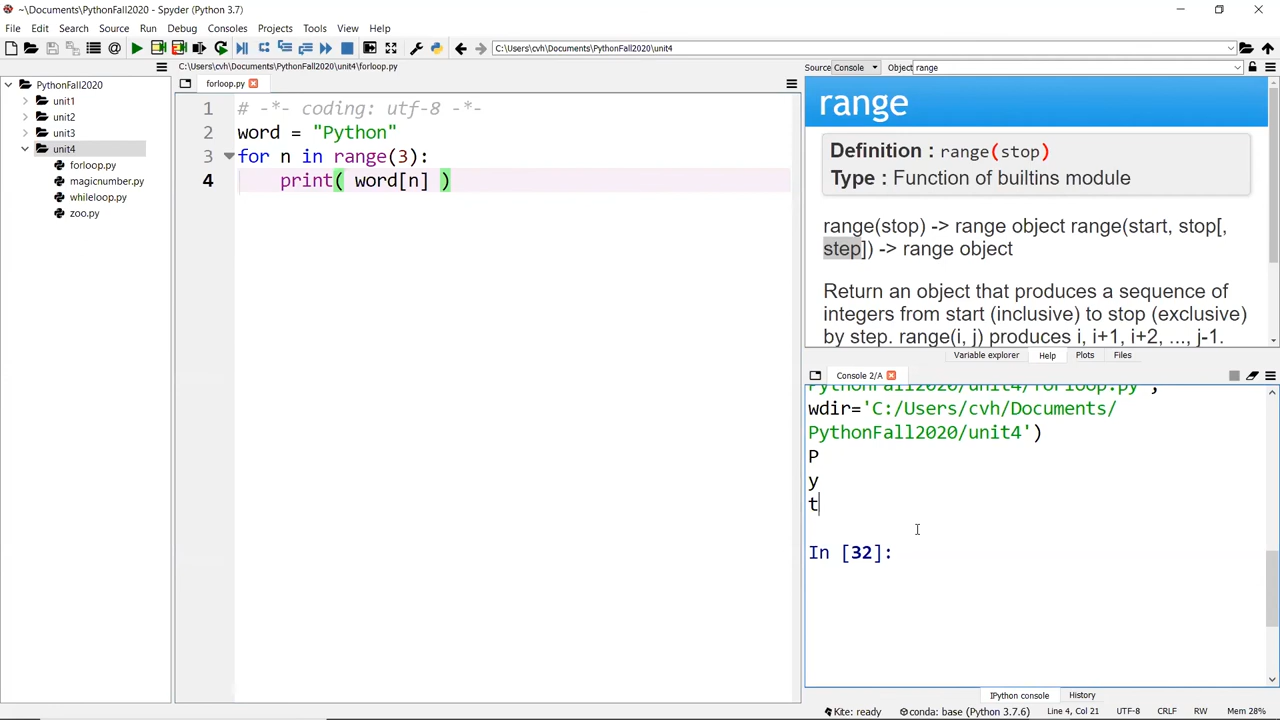 ~\Documents\PythonFall2020 - Spyder (Python 3.7)
File Edit Search Source Run Debug Consoles Projects Tools View Help
C:\Users\cvh\Documents\PythonFall2020\unit4
C:\Users\cvh\Documents\PythonFall2020\unit4\forloop.py
Source Console Object range
PythonFall2020
unit1
unit2
unit3
unit4
forloop.py
magicnumber.py
whileloop.py
zoo.py
forloop.py
1 # -*- coding: utf-8 -*-
2 word = "Python"
3 for n in range(3):
4 print( word[n] )
range
Definition : range(stop)
Type : Function of builtins module
range(stop) -> range object range(start, stop[,
step]) -> range object
Return an object that produces a sequence of
integers from start (inclusive) to stop (exclusive)
by step. range(i, j) produces i, i+1, i+2, ..., j-1.
Variable explorer Help Plots Files
Console 2/A
PythonFall2020/unit4/forloop.py',
wdir='C:/Users/cvh/Documents/
PythonFall2020/unit4')
P
y
t
In [32]:
IPython console History
Kite: ready conda: base (Python 3.7.6) Line 4, Col 21 UTF-8 CRLF RW Mem 28%